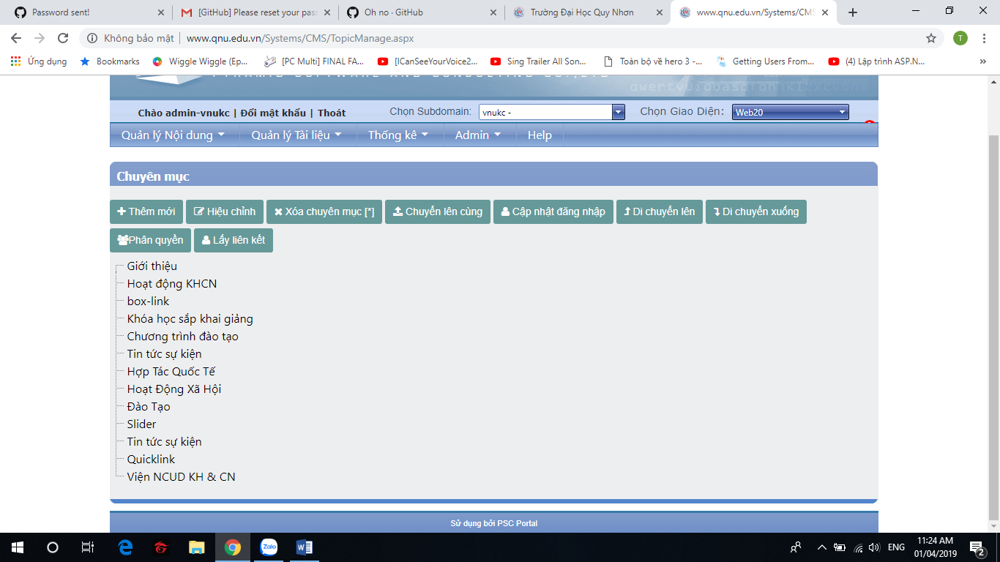 Password sent!
[GitHub] Please reset your pas
Oh no · GitHub
Trường Đại Học Quy Nhơn
www.qnu.edu.vn/Systems/CMS
Không bảo mật
www.qnu.edu.vn/Systems/CMS/TopicManage.aspx
T
Ứng dụng
Bookmarks
Wiggle Wiggle (Ep...
[PC Multi] FINAL FA...
[ICanSeeYourVoice2...
Sing Trailer All Son...
Toàn bộ về hero 3 -...
Getting Users From...
(4) Lập trình ASP.N...
»
PYRAMID SOFTWARE AND CONSULTING CO.,LTD
Chào admin-vnukc | Đổi mật khẩu | Thoát
Chọn Subdomain:
vnukc -
Chọn Giao Diện:
Web20
Quản lý Nội dung
Quản lý Tài liệu
Thống kê
Admin
Help
Chuyên mục
Thêm mới
Hiệu chỉnh
Xóa chuyên mục [*]
Chuyển lên cùng
Cập nhật đăng nhập
Di chuyển lên
Di chuyển xuống
Phân quyền
Lấy liên kết
Giới thiệu
Hoạt động KHCN
box-link
Khóa học sắp khai giảng
Chương trình đào tạo
Tin tức sự kiện
Hợp Tác Quốc Tế
Hoạt Động Xã Hội
Đào Tạo
Slider
Tin tức sự kiện
Quicklink
Viện NCUD KH & CN
Sử dụng bởi PSC Portal
Zalo
ENG
11:24 AM
01/04/2019
2